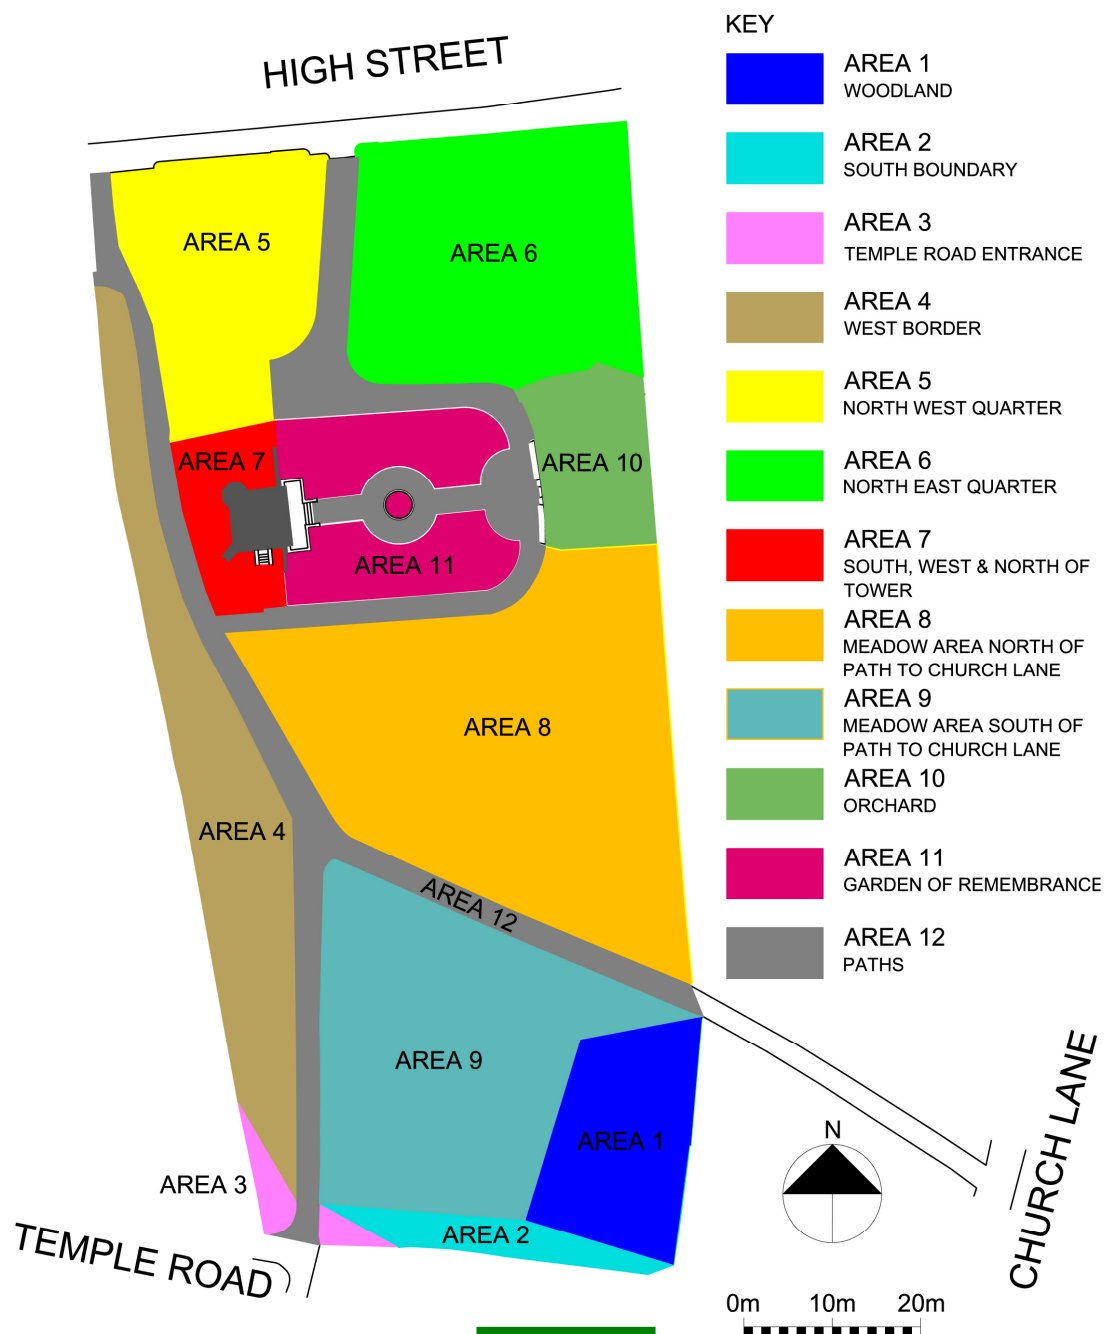 HIGH STREET
AREA 5
AREA 6
AREA 7
AREA 10
AREA 11
AREA 8
AREA 4
AREA 12
AREA 9
AREA 1
AREA 3
AREA 2
TEMPLE ROAD
CHURCH LANE
KEY
AREA 1
WOODLAND
AREA 2
SOUTH BOUNDARY
AREA 3
TEMPLE ROAD ENTRANCE
AREA 4
WEST BORDER
AREA 5
NORTH WEST QUARTER
AREA 6
NORTH EAST QUARTER
AREA 7
SOUTH, WEST & NORTH OF
TOWER
AREA 8
MEADOW AREA NORTH OF
PATH TO CHURCH LANE
AREA 9
MEADOW AREA SOUTH OF
PATH TO CHURCH LANE
AREA 10
ORCHARD
AREA 11
GARDEN OF REMEMBRANCE
AREA 12
PATHS
N
0m 10m 20m